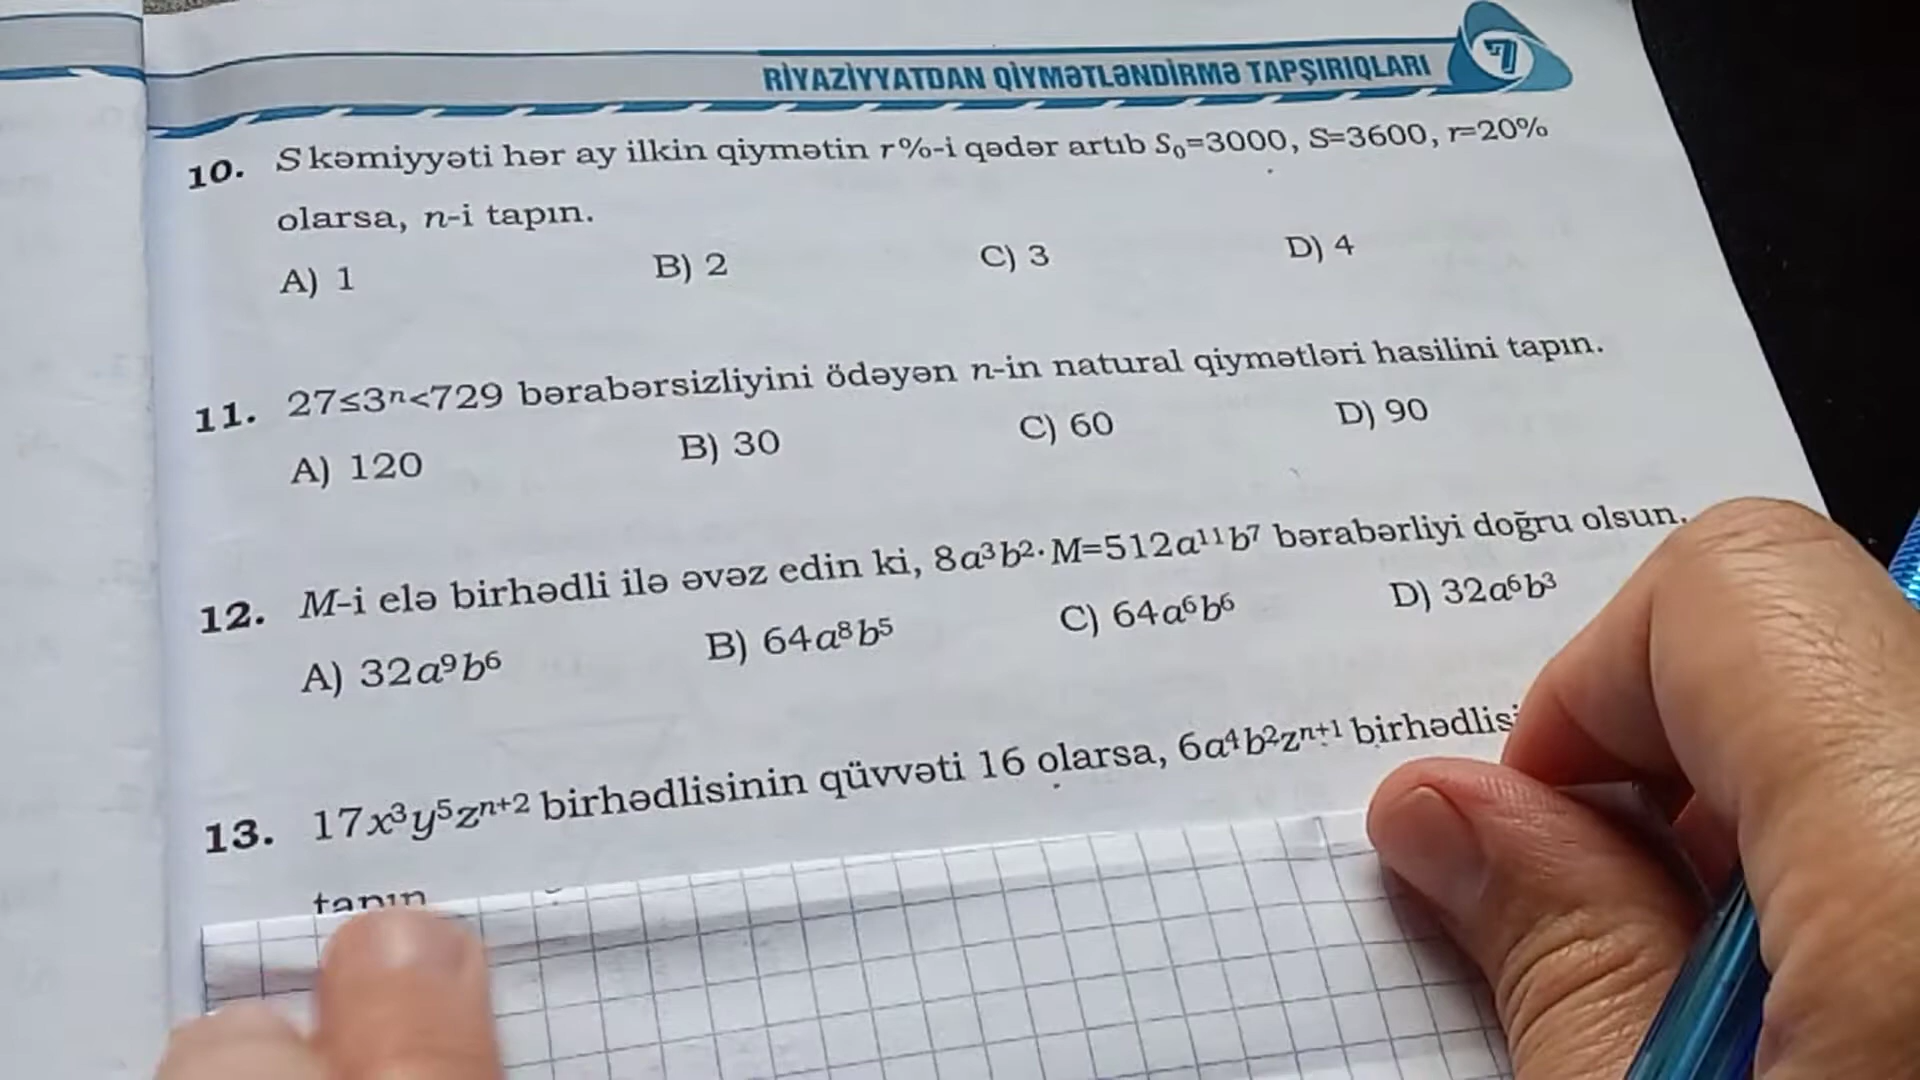 RİYAZİYYATDAN QİYMƏTLƏNDİRMƏ TAPŞIRIQLARI 7
10. S kəmiyyəti hər ay ilkin qiymətin r%-i qədər artıb S₀=3000, S=3600, r=20%
olarsa, n-i tapın.
A) 1 B) 2 C) 3 D) 4
11. 27≤3ⁿ<729 bərabərsizliyini ödəyən n-in natural qiymətləri hasilini tapın.
A) 120 B) 30 C) 60 D) 90
12. M-i elə birhədli ilə əvəz edin ki, 8a³b²·M=512a¹¹b⁷ bərabərliyi doğru olsun.
A) 32a⁹b⁶ B) 64a⁸b⁵ C) 64a⁶b⁶ D) 32a⁶b³
13. 17x³y⁵zⁿ⁺² birhədlisinin qüvvəti 16 olarsa, 6a⁴b²zⁿ⁺¹ birhədlisi
tapın